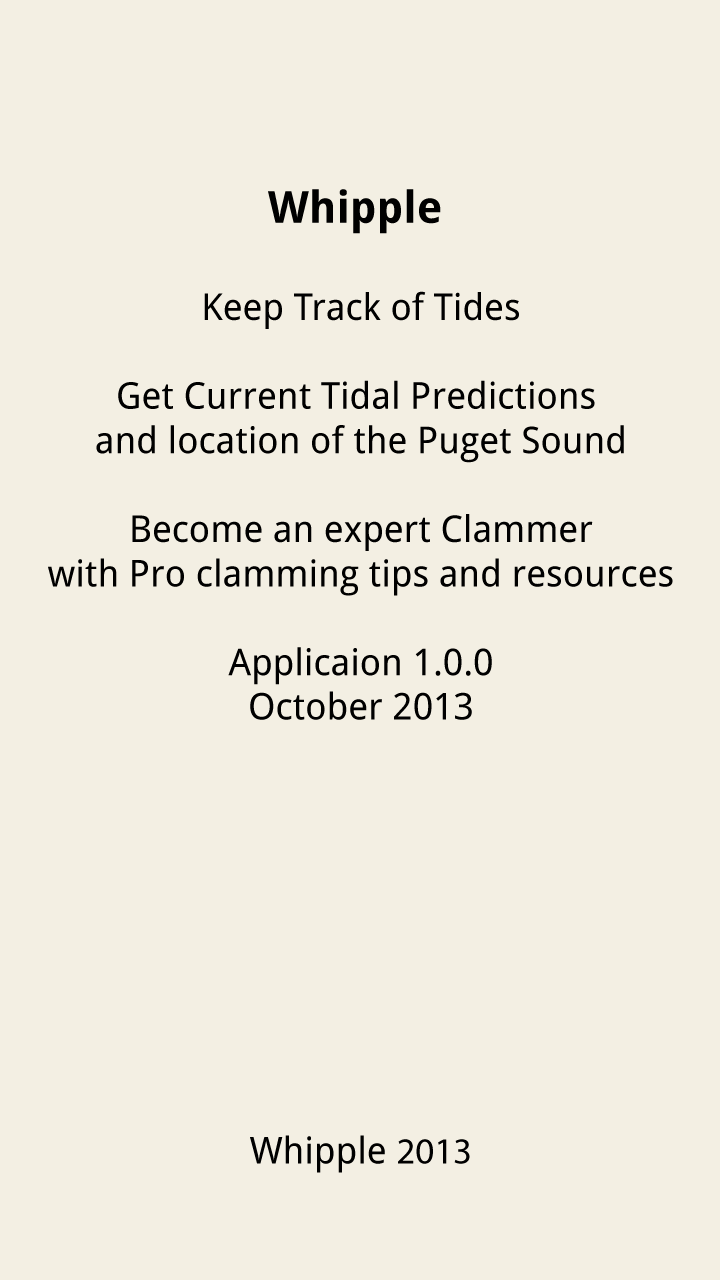 Whipple
Keep Track of Tides
Get Current Tidal Predictions
and location of the Puget Sound
Become an expert Clammer
with Pro clamming tips and resources
Applicaion 1.0.0
October 2013
Whipple 2013